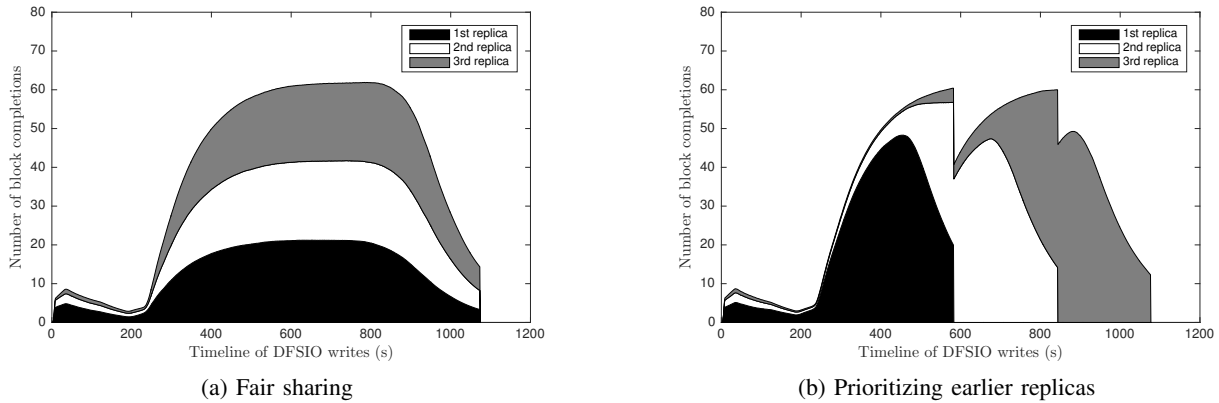 80
70
60
50
40
30
20
10
0
Number of block completions
1st replica
2nd replica
3rd replica
0 200 400 600 800 1000 1200
Timeline of DFSIO writes (s)
(a) Fair sharing
80
70
60
50
40
30
20
10
0
Number of block completions
1st replica
2nd replica
3rd replica
0 200 400 600 800 1000 1200
Timeline of DFSIO writes (s)
(b) Prioritizing earlier replicas